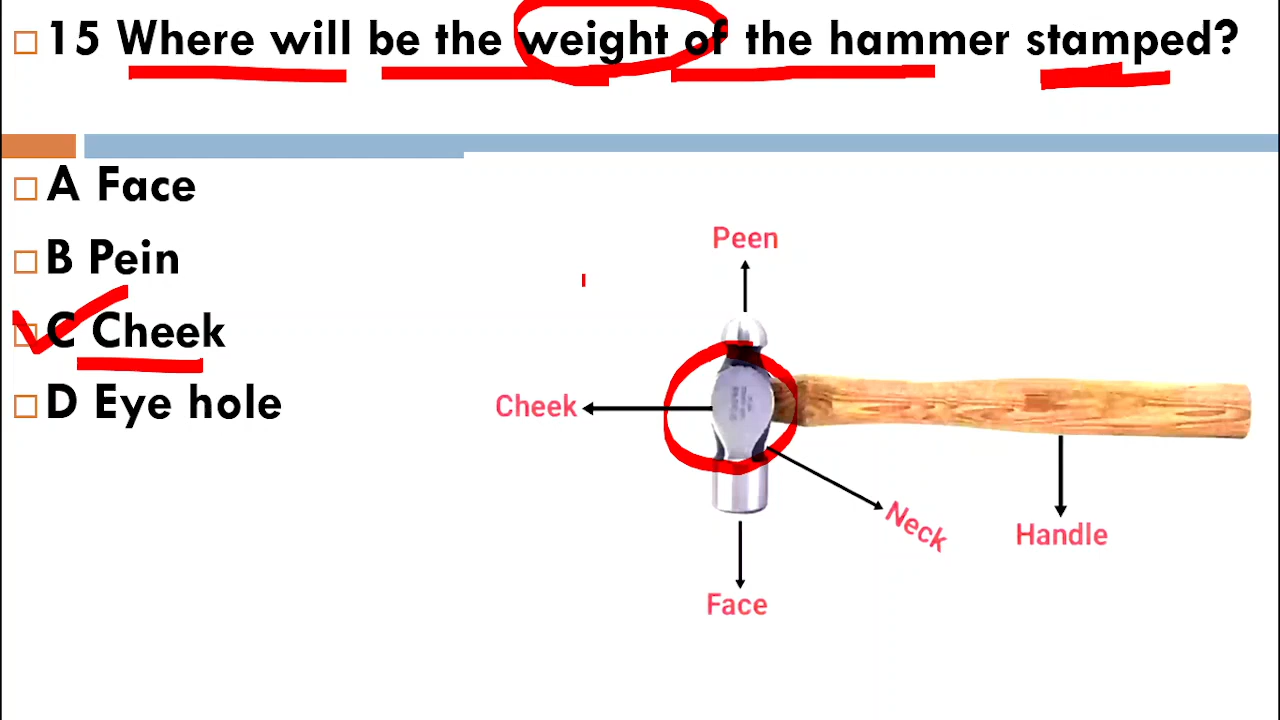 15 Where will be the weight of the hammer stamped?
A Face
B Pein
C Cheek
D Eye hole
Peen
Cheek
Neck
Handle
Face